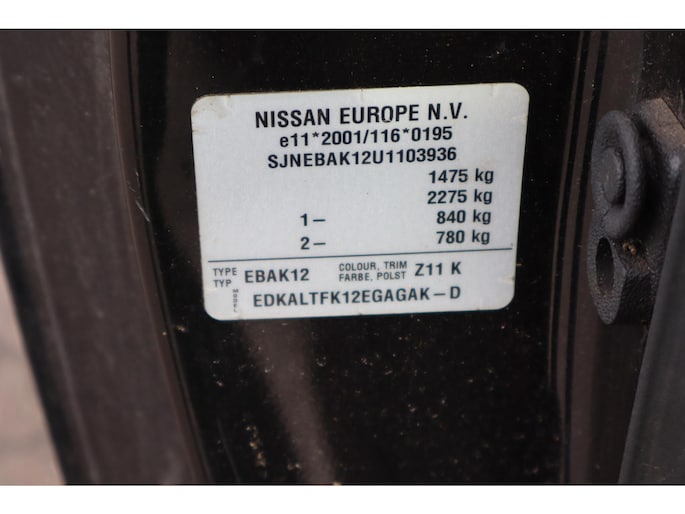 NISSAN EUROPE N.V.
e11*2001/116*0195
SJNEBAK12U1103936
1475 kg
2275 kg
1– 840 kg
2– 780 kg
TYPE TYP EBAK12 COLOUR, TRIM FARBE, POLST Z11 K
MODELL EDKALTFK12EGAGAK–D